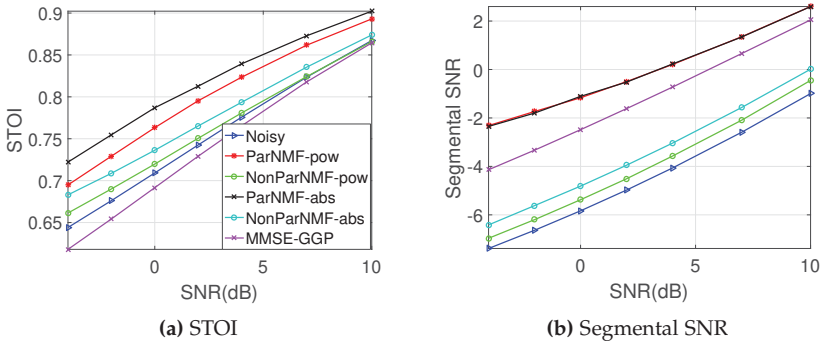 STOI
0.9
0.85
0.8
0.75
0.7
0.65
0
5
10
SNR(dB)
Noisy
ParNMF-pow
NonParNMF-pow
ParNMF-abs
NonParNMF-abs
MMSE-GGP
(a) STOI
Segmental SNR
2
0
-2
-4
-6
0
5
10
SNR(dB)
(b) Segmental SNR